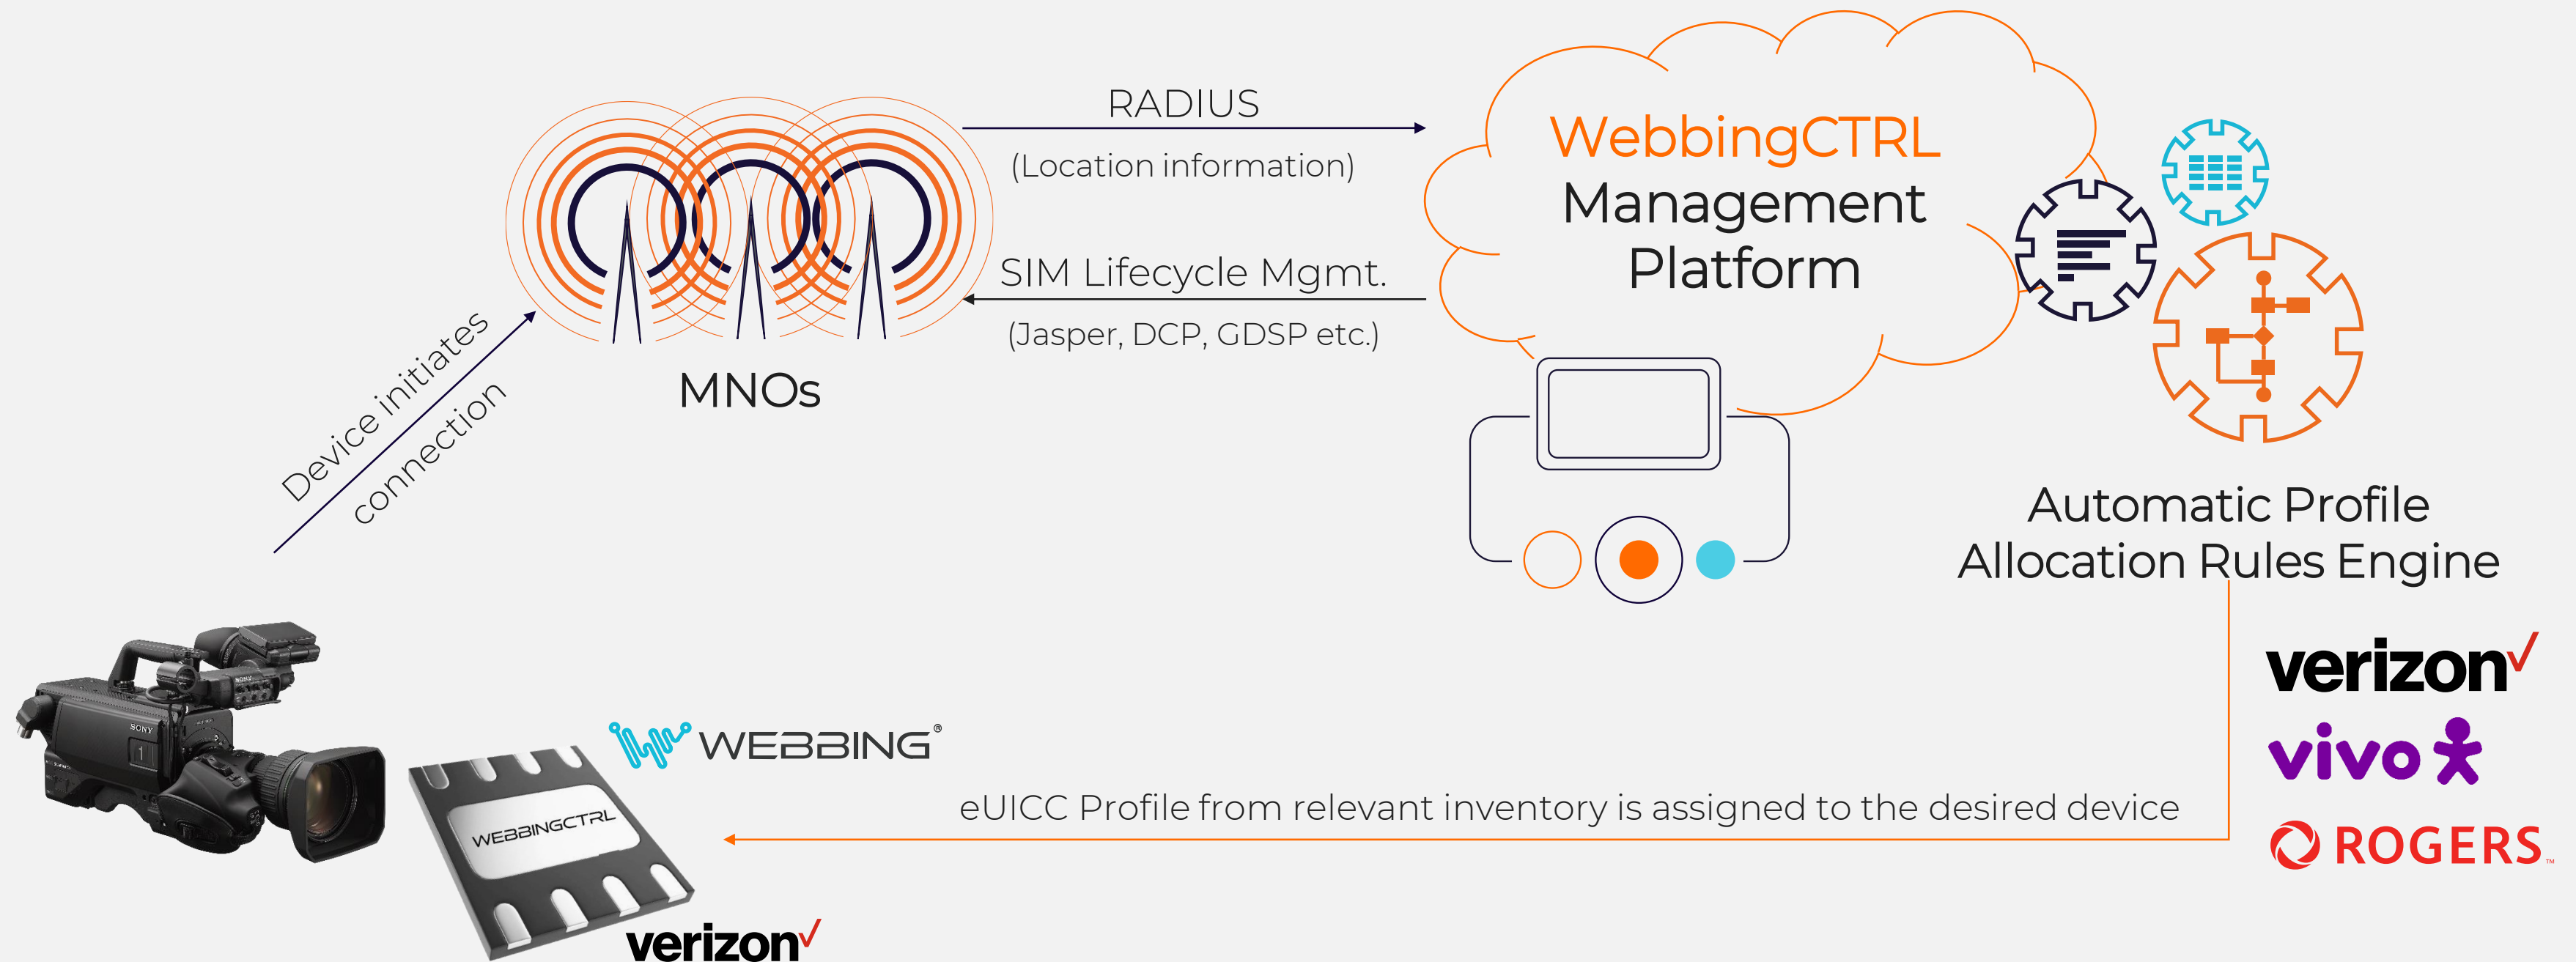 RADIUS
(Location information)
SIM Lifecycle Mgmt.
(Jasper, DCP, GDSP etc.)
WebbingCTRL
Management
Platform
Device initiates
connection
MNOs
Automatic Profile
Allocation Rules Engine
verizon
vivo
ROGERS™
SONY
1
WEBBING®
eUICC Profile from relevant inventory is assigned to the desired device
WEBBINGCTRL
verizon